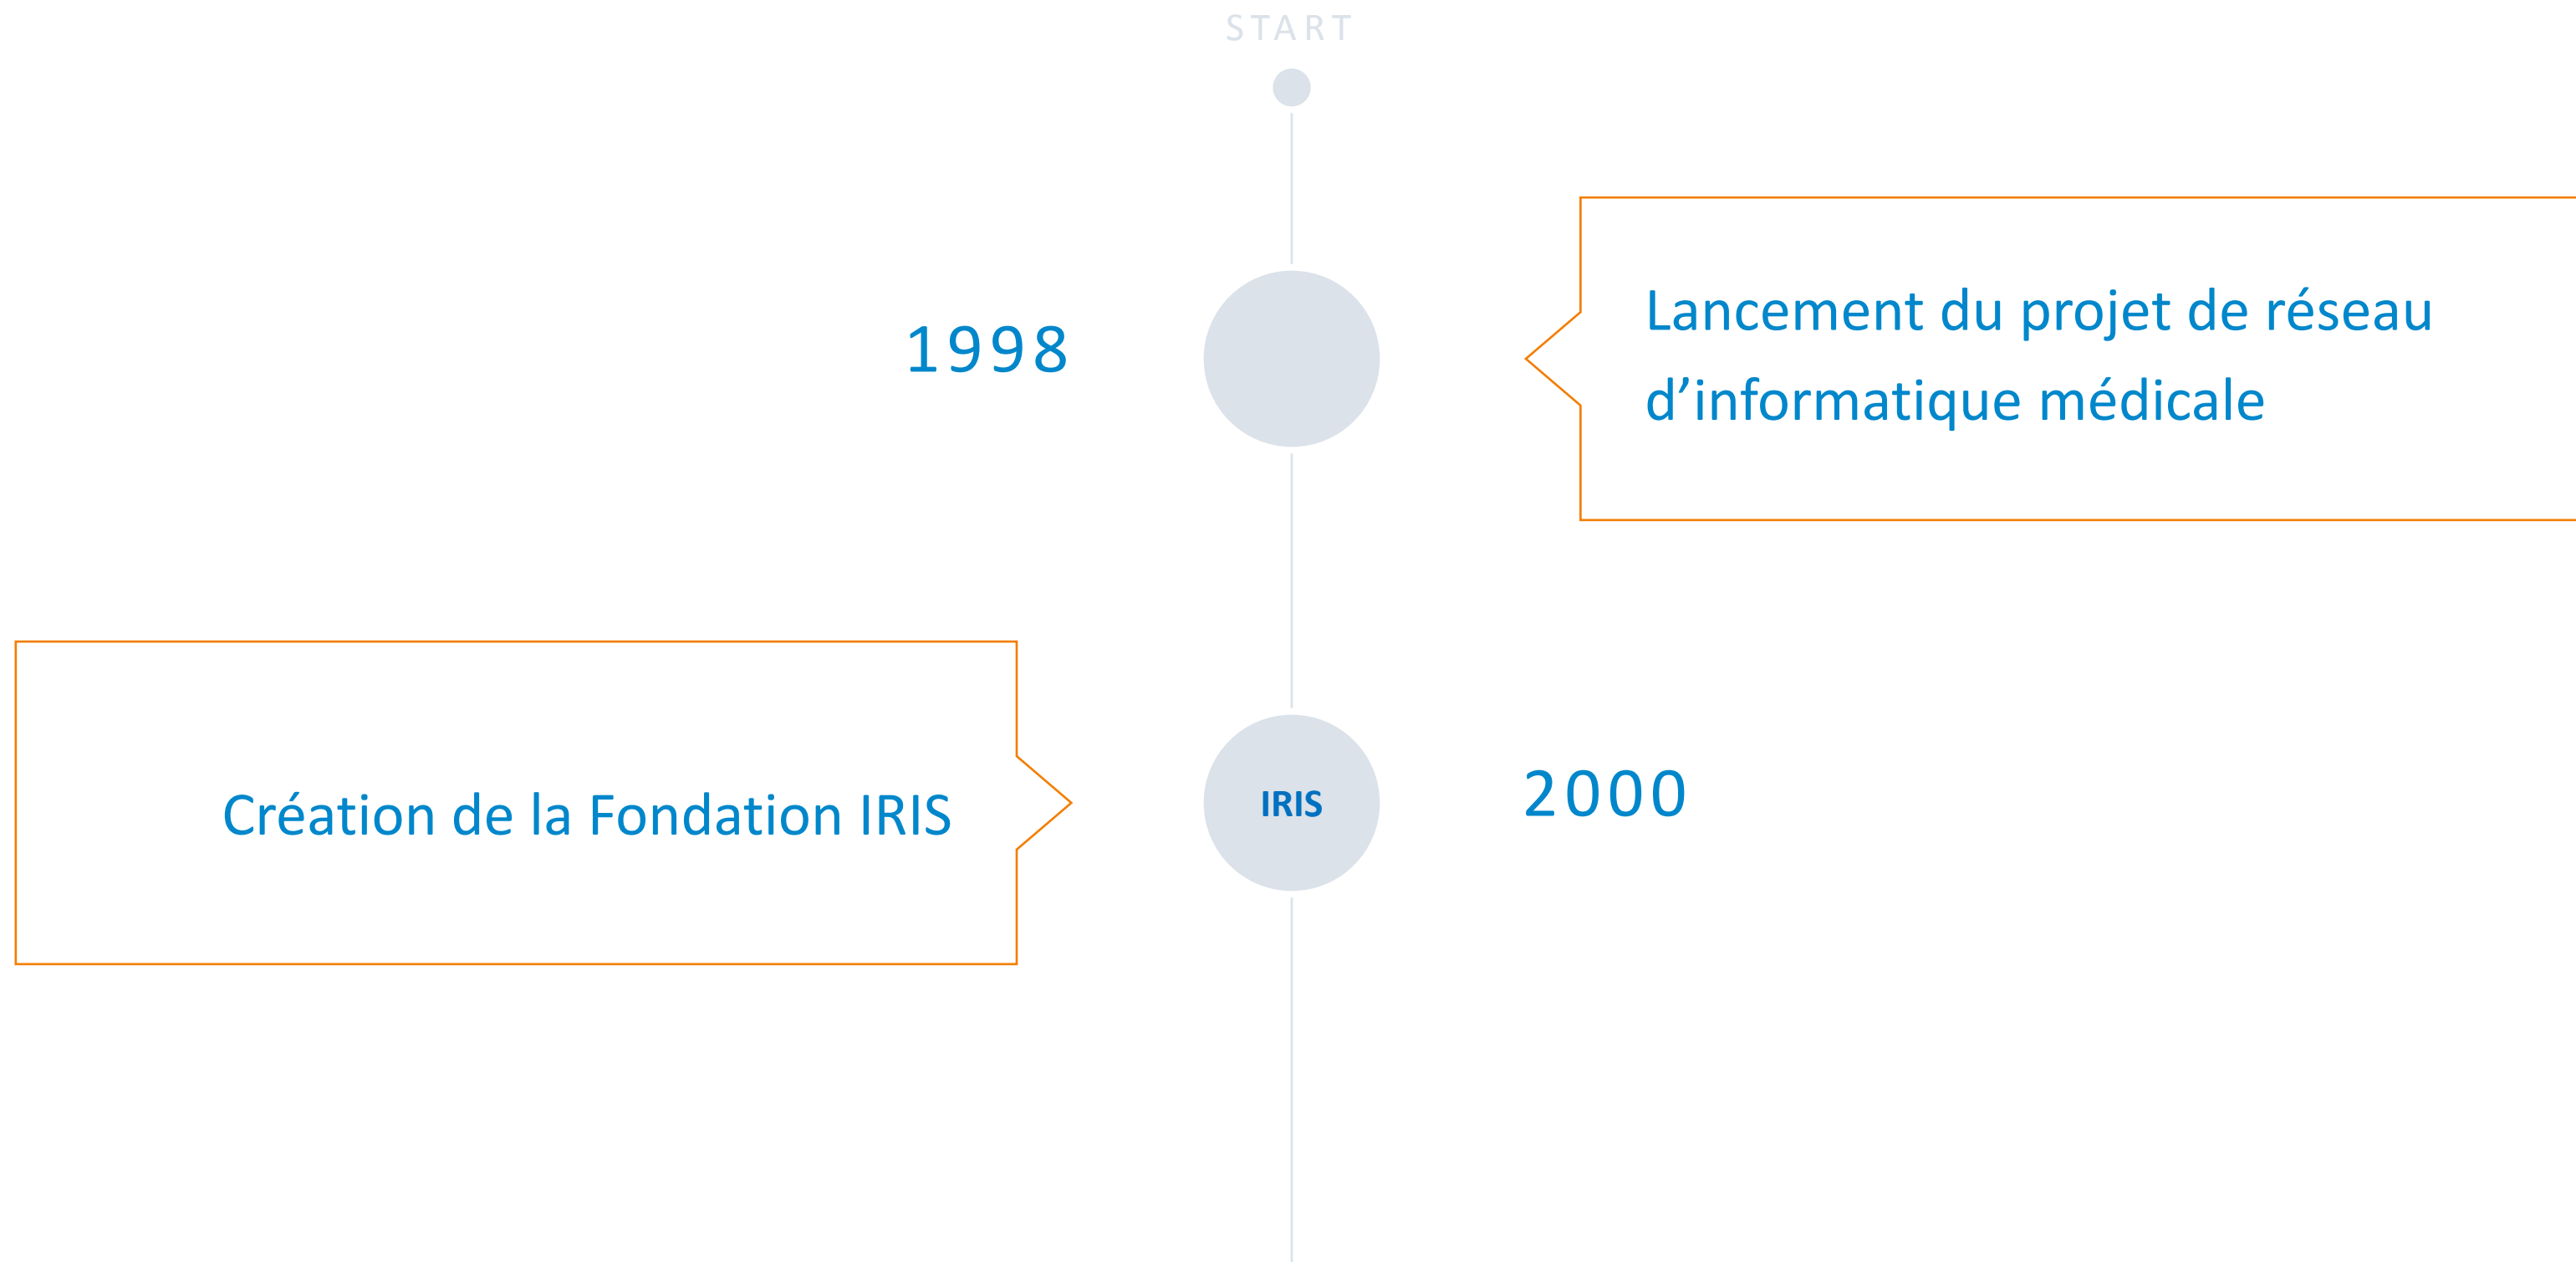 START
1998
Lancement du projet de réseau
d’informatique médicale
Création de la Fondation IRIS
IRIS
2000